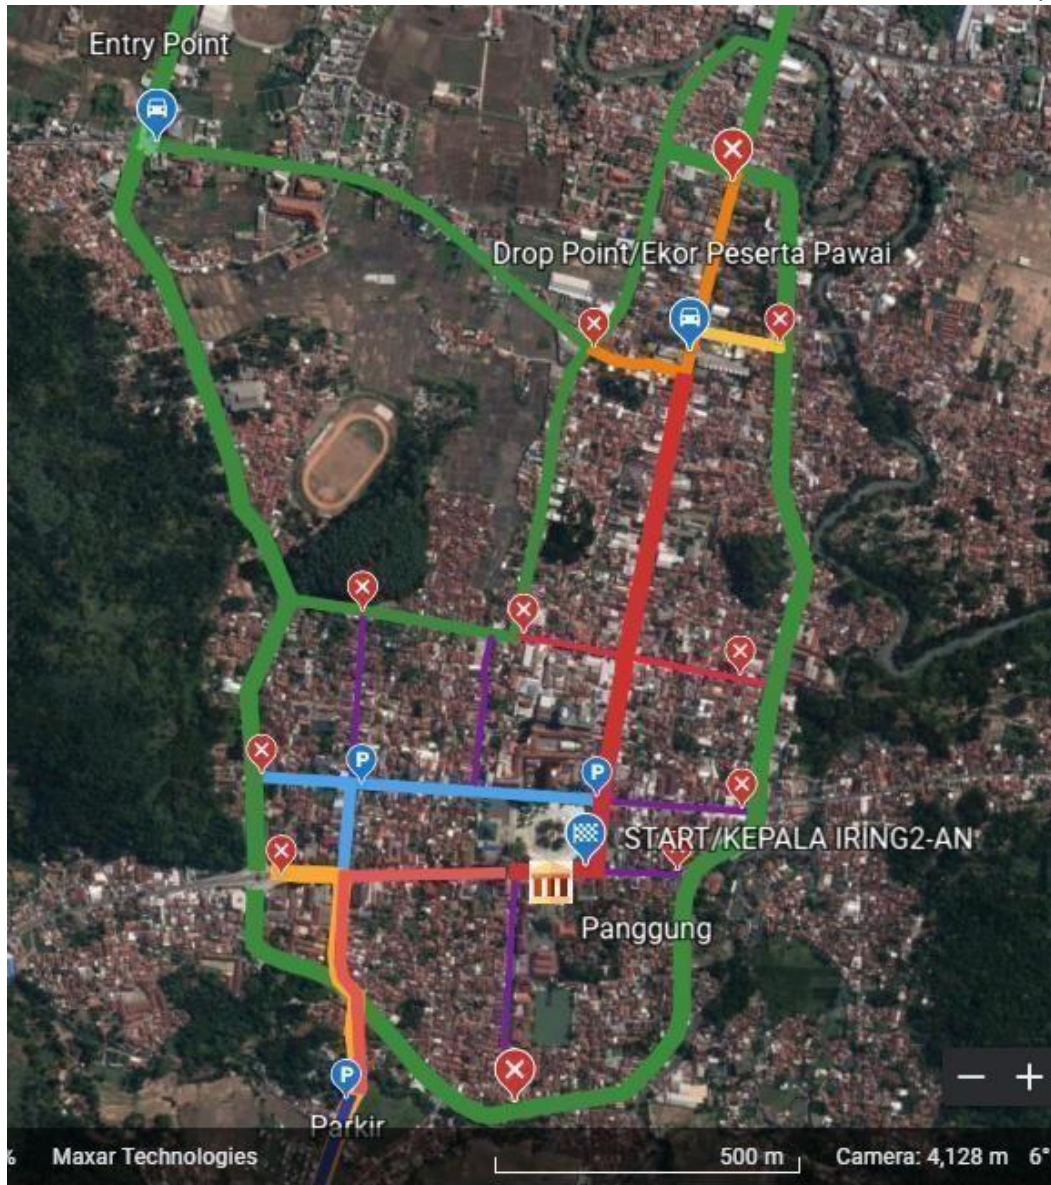 Entry Point
Drop Point/Ekor Peserta Pawai
P
P
START/KEPALA IRING2-AN
Panggung
P
Parkir
Maxar Technologies
500 m
Camera: 4,128 m
6°